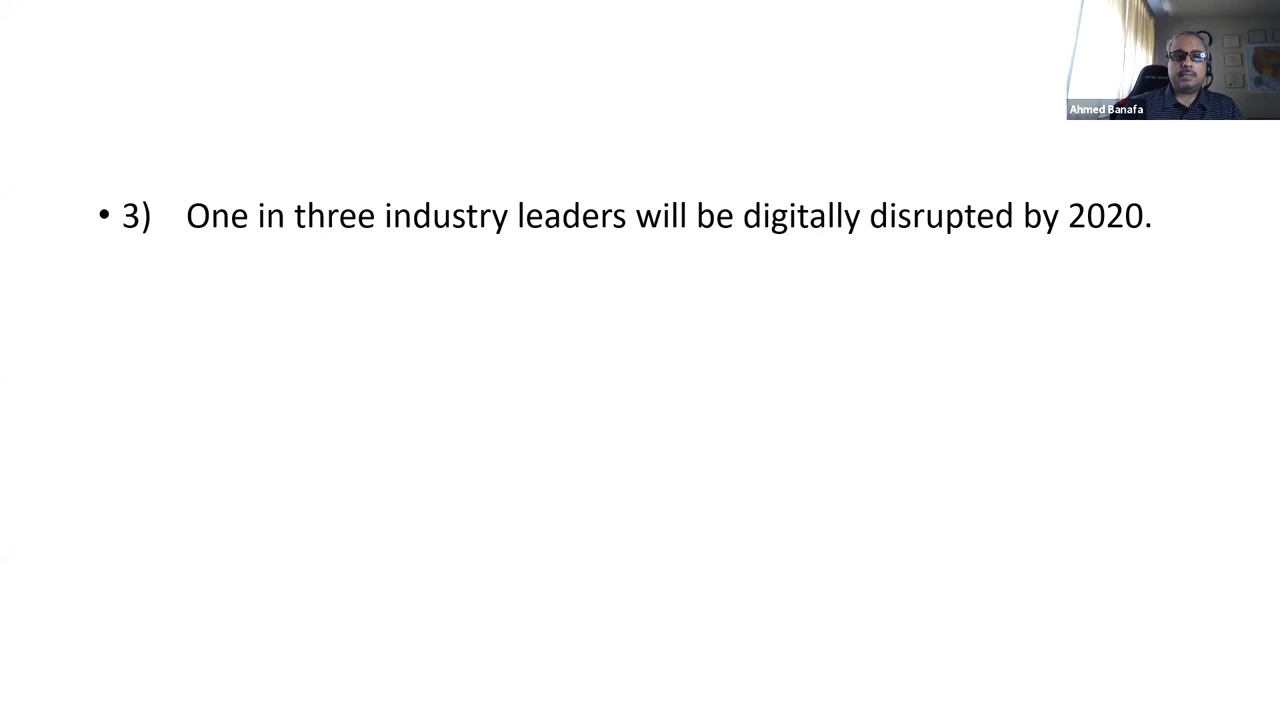 Ahmed Banafa
• 3) One in three industry leaders will be digitally disrupted by 2020.